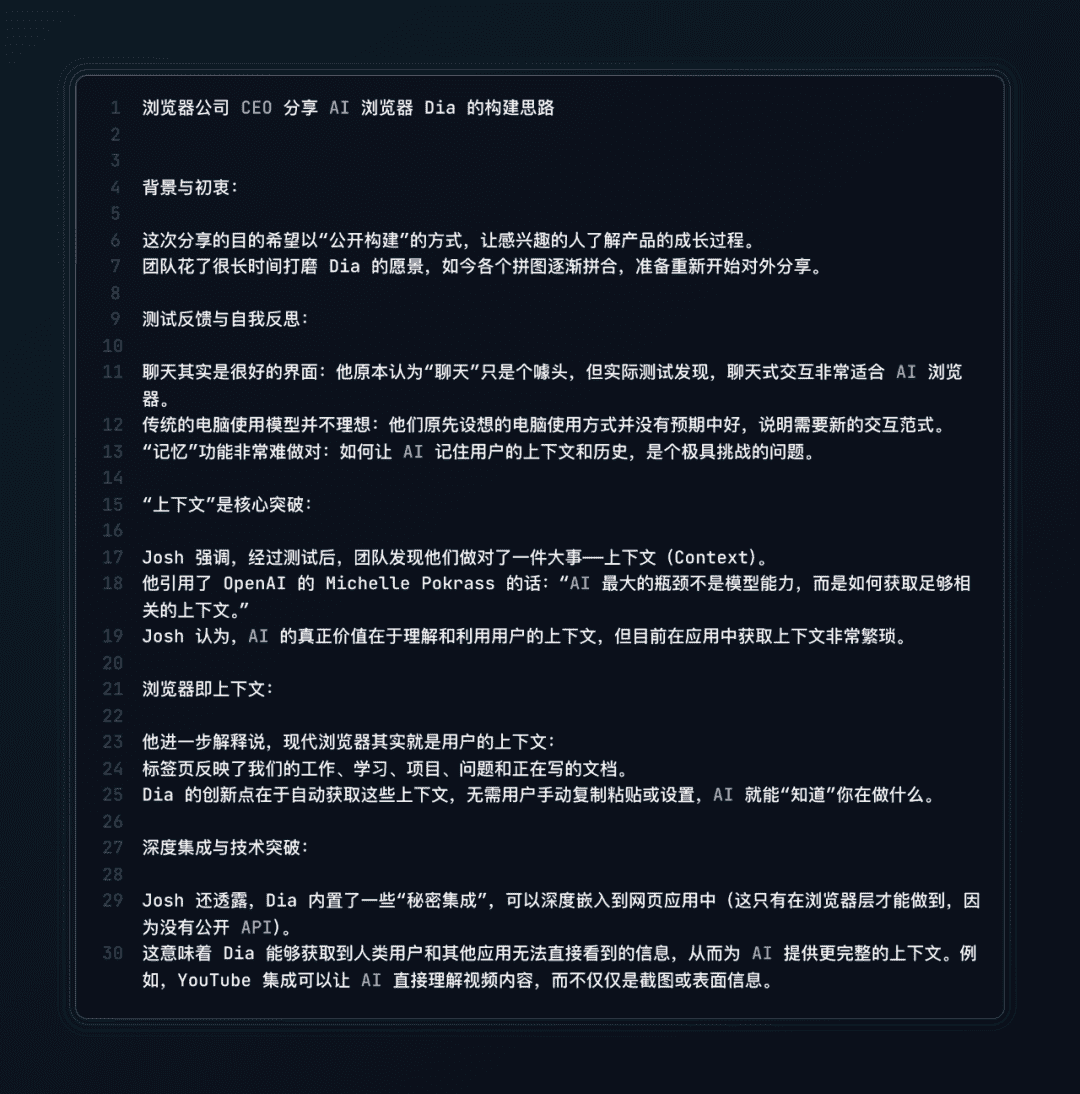 1 浏览器公司 CEO 分享 AI 浏览器 Dia 的构建思路
2
3
4 背景与初衷：
5
6 这次分享的目的希望以“公开构建”的方式，让感兴趣的人了解产品的成长过程。
7 团队花了很长时间打磨 Dia 的愿景，如今各个拼图逐渐拼合，准备重新开始对外分享。
8
9 测试反馈与自我反思：
10
11 聊天其实是很好的界面：他原本认为“聊天”只是个噱头，但实际测试发现，聊天式交互非常适合 AI 浏览
器。
12 传统的电脑使用模型并不理想：他们原先设想的电脑使用方式并没有预期中好，说明需要新的交互范式。
13 “记忆”功能非常难做对：如何让 AI 记住用户的上下文和历史，是个极具挑战的问题。
14
15 “上下文”是核心突破：
16
17 Josh 强调，经过测试后，团队发现他们做对了一件大事——上下文（Context）。
18 他引用了 OpenAI 的 Michelle Pokrass 的话：“AI 最大的瓶颈不是模型能力，而是如何获取足够相
关的上下文。”
19 Josh 认为，AI 的真正价值在于理解和利用用户的上下文，但目前在应用中获取上下文非常繁琐。
20
21 浏览器即上下文：
22
23 他进一步解释说，现代浏览器其实就是用户的上下文：
24 标签页反映了我们的工作、学习、项目、问题和正在写的文档。
25 Dia 的创新点在于自动获取这些上下文，无需用户手动复制粘贴或设置，AI 就能“知道”你在做什么。
26
27 深度集成与技术突破：
28
29 Josh 还透露，Dia 内置了一些“秘密集成”，可以深度嵌入到网页应用中（这只有在浏览器层才能做到，因
为没有公开 API）。
30 这意味着 Dia 能够获取到人类用户和其他应用无法直接看到的信息，从而为 AI 提供更完整的上下文。例
如，YouTube 集成可以让 AI 直接理解视频内容，而不仅仅是截图或表面信息。